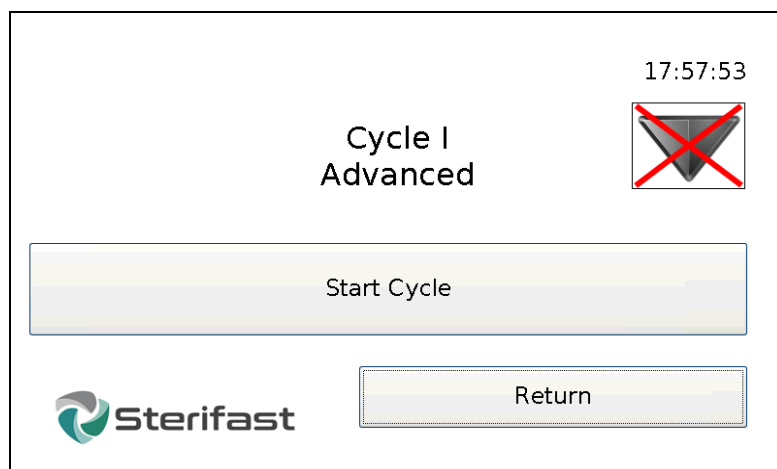 17:57:53
Cycle I
Advanced
Start Cycle
Return
Sterifast